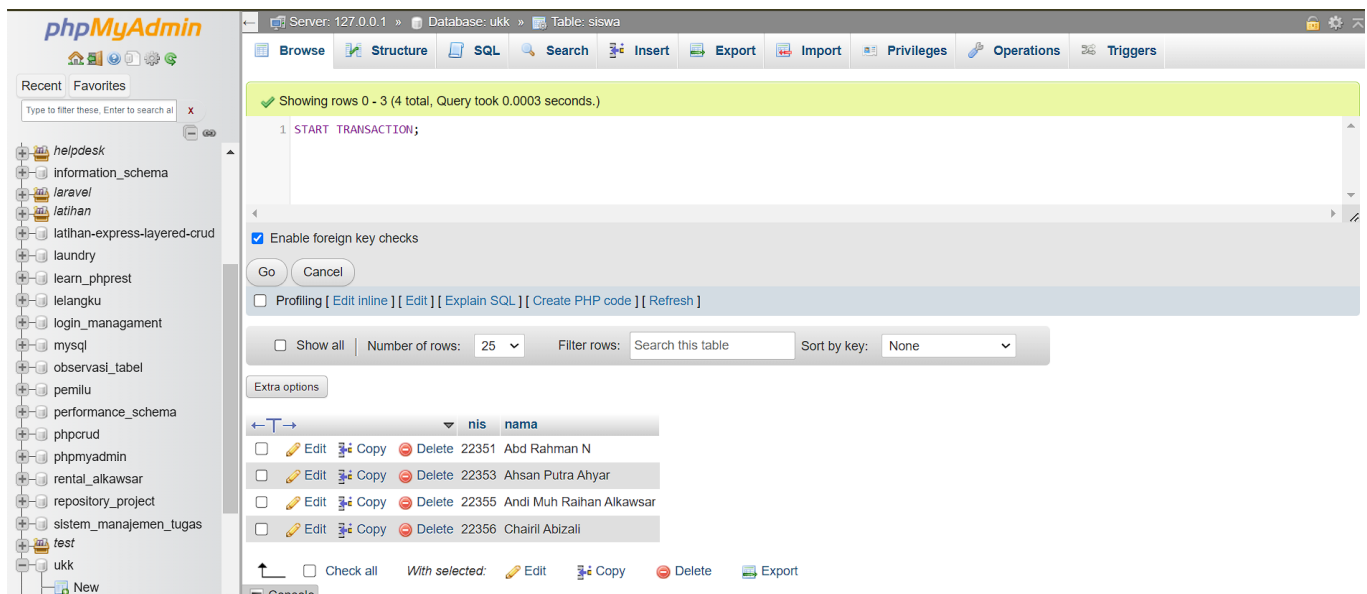 phpMyAdmin
Server: 127.0.0.1 » Database: ukk » Table: siswa
Browse Structure SQL Search Insert Export Import Privileges Operations Triggers
Recent Favorites
Type to filter these, Enter to search al X
helpdesk
information_schema
laravel
latihan
latihan-express-layered-crud
laundry
learn_phprest
lelangku
login_managament
mysql
observasi_tabel
pemilu
performance_schema
phpcrud
phpmyadmin
rental_alkawsar
repository_project
sistem_manajemen_tugas
test
ukk
New
Showing rows 0 - 3 (4 total, Query took 0.0003 seconds.)
1 START TRANSACTION;
Enable foreign key checks
Go Cancel
Profiling [ Edit inline ] [ Edit ] [ Explain SQL ] [ Create PHP code ] [ Refresh ]
Show all Number of rows: 25 Filter rows: Search this table Sort by key: None
Extra options
←T→ nis nama
Edit Copy Delete 22351 Abd Rahman N
Edit Copy Delete 22353 Ahsan Putra Ahyar
Edit Copy Delete 22355 Andi Muh Raihan Alkawsar
Edit Copy Delete 22356 Chairil Abizali
Check all With selected: Edit Copy Delete Export
Console